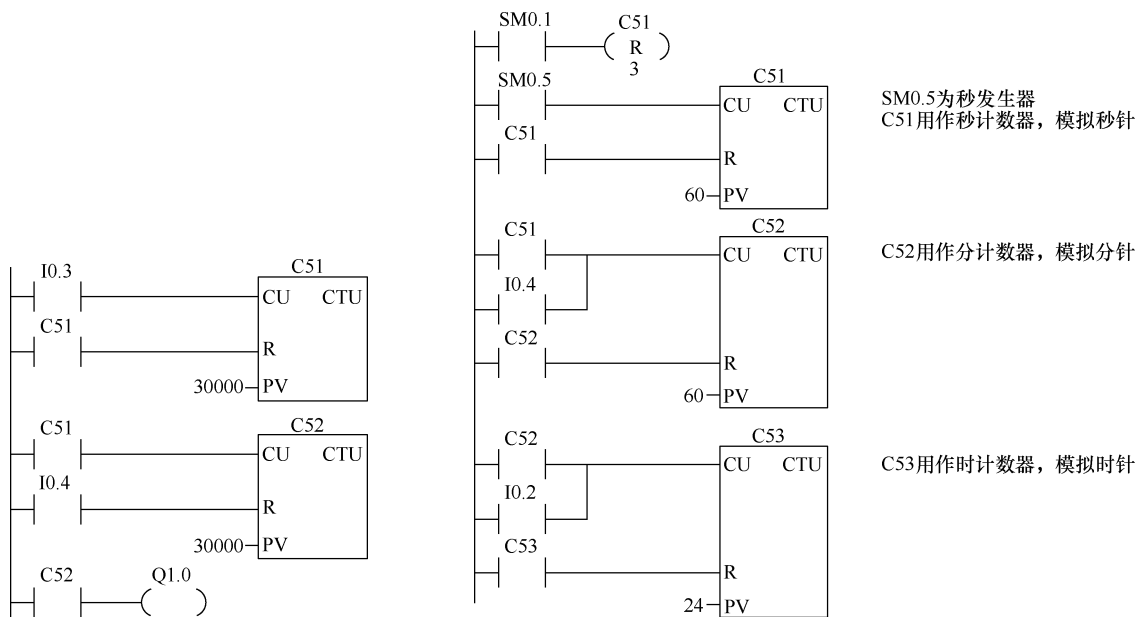 I0.3
C51
CU CTU
C51
R
30000 PV
C51
C52
CU CTU
I0.4
R
30000 PV
C52
Q1.0
SM0.1
C51
R
3
SM0.5
C51
CU CTU
C51
R
60 PV
SM0.5为秒发生器
C51用作秒计数器，模拟秒针
C51
C52
CU CTU
I0.4
C52
R
60 PV
C52用作分计数器，模拟分针
C52
C53
CU CTU
I0.2
C53
R
24 PV
C53用作时计数器，模拟时针